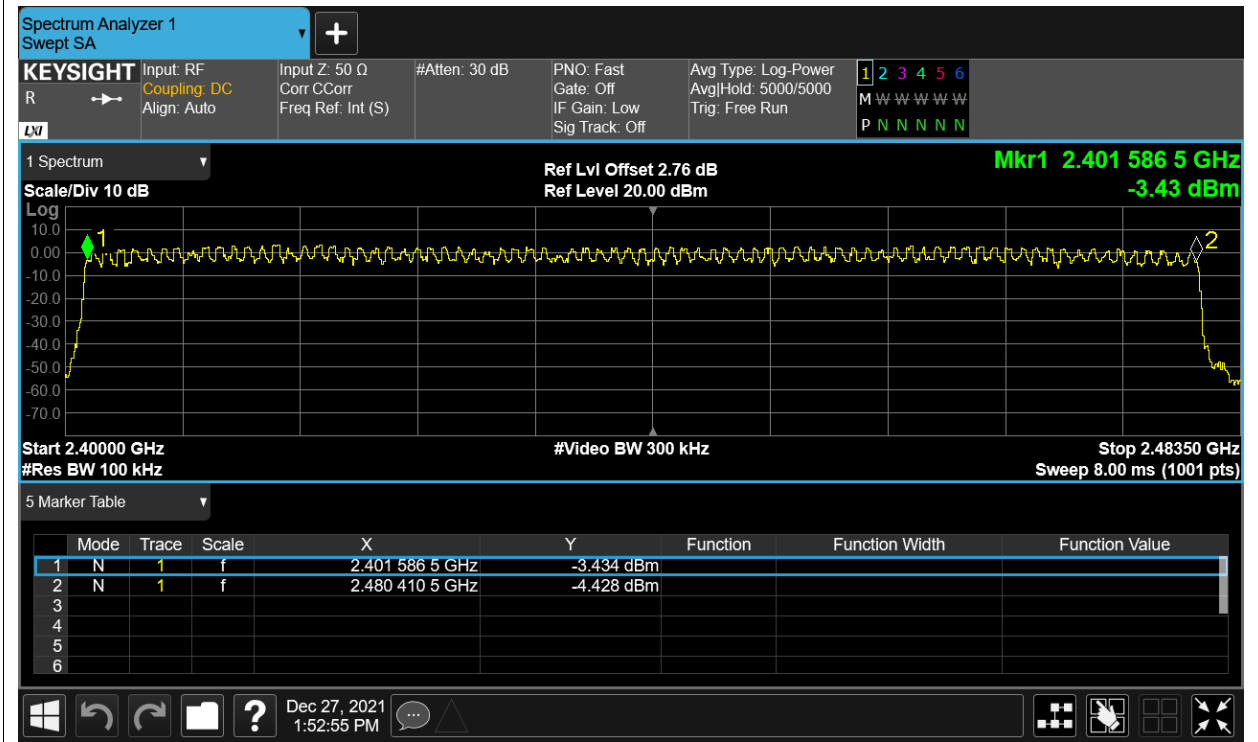 Spectrum Analyzer 1
Swept SA
+
KEYSIGHT Input: RF Input Z: 50 Ω #Atten: 30 dB PNO: Fast Avg Type: Log-Power 1 2 3 4 5 6
R Coupling: DC Corr CCorr Gate: Off Avg|Hold: 5000/5000 M W W W W W
Align: Auto Freq Ref: Int (S) IF Gain: Low Trig: Free Run P N N N N N
LXI Sig Track: Off
1 Spectrum Ref Lvl Offset 2.76 dB Mkr1 2.401 586 5 GHz
Scale/Div 10 dB Ref Level 20.00 dBm -3.43 dBm
Log
10.0
1 2
0.00
-10.0
-20.0
-30.0
-40.0
-50.0
-60.0
-70.0
Start 2.40000 GHz #Video BW 300 kHz Stop 2.48350 GHz
#Res BW 100 kHz Sweep 8.00 ms (1001 pts)
5 Marker Table
Mode Trace Scale X Y Function Function Width Function Value
1 N 1 f 2.401 586 5 GHz -3.434 dBm
2 N 1 f 2.480 410 5 GHz -4.428 dBm
3
4
5
6
? Dec 27, 2021
1:52:55 PM